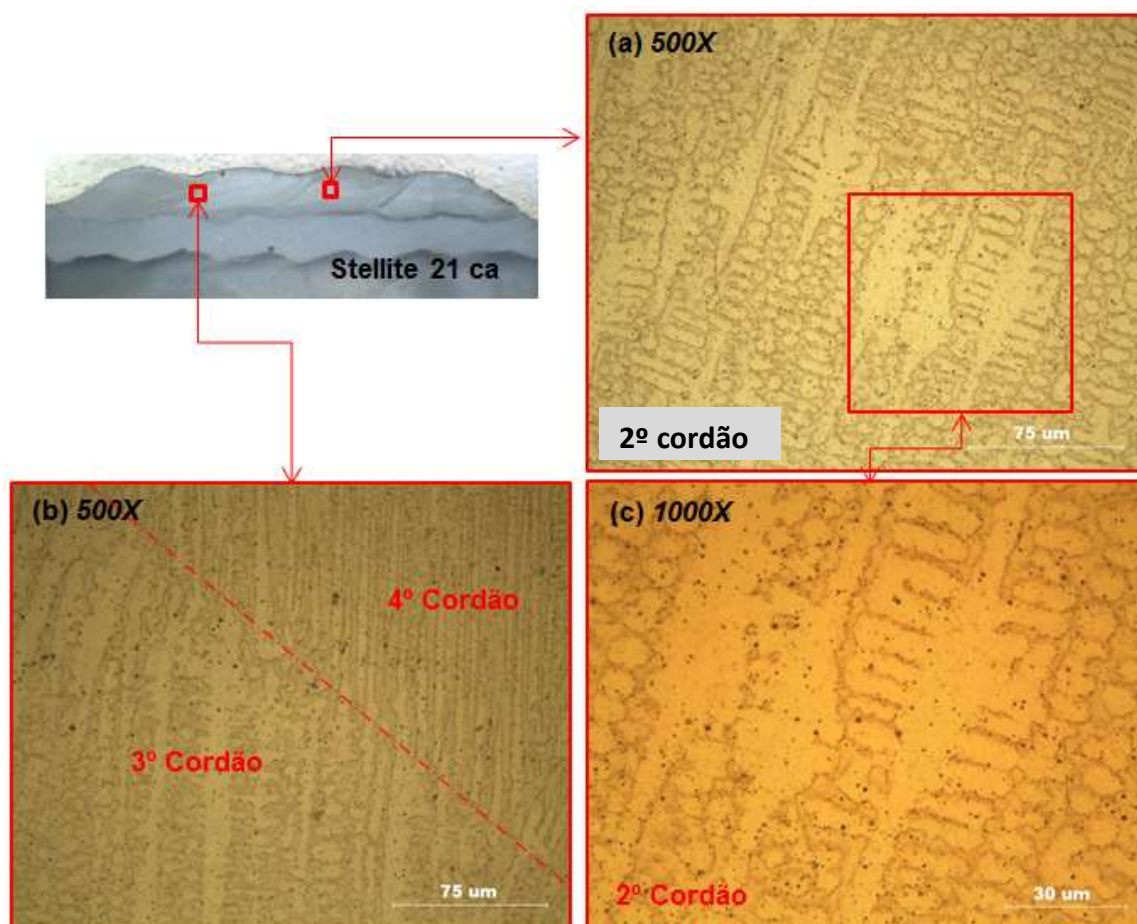 (a) 500X
Stellite 21 ca
2º cordão
75 um
(b) 500X
4º Cordão
3º Cordão
75 um
(c) 1000X
2º Cordão
30 um